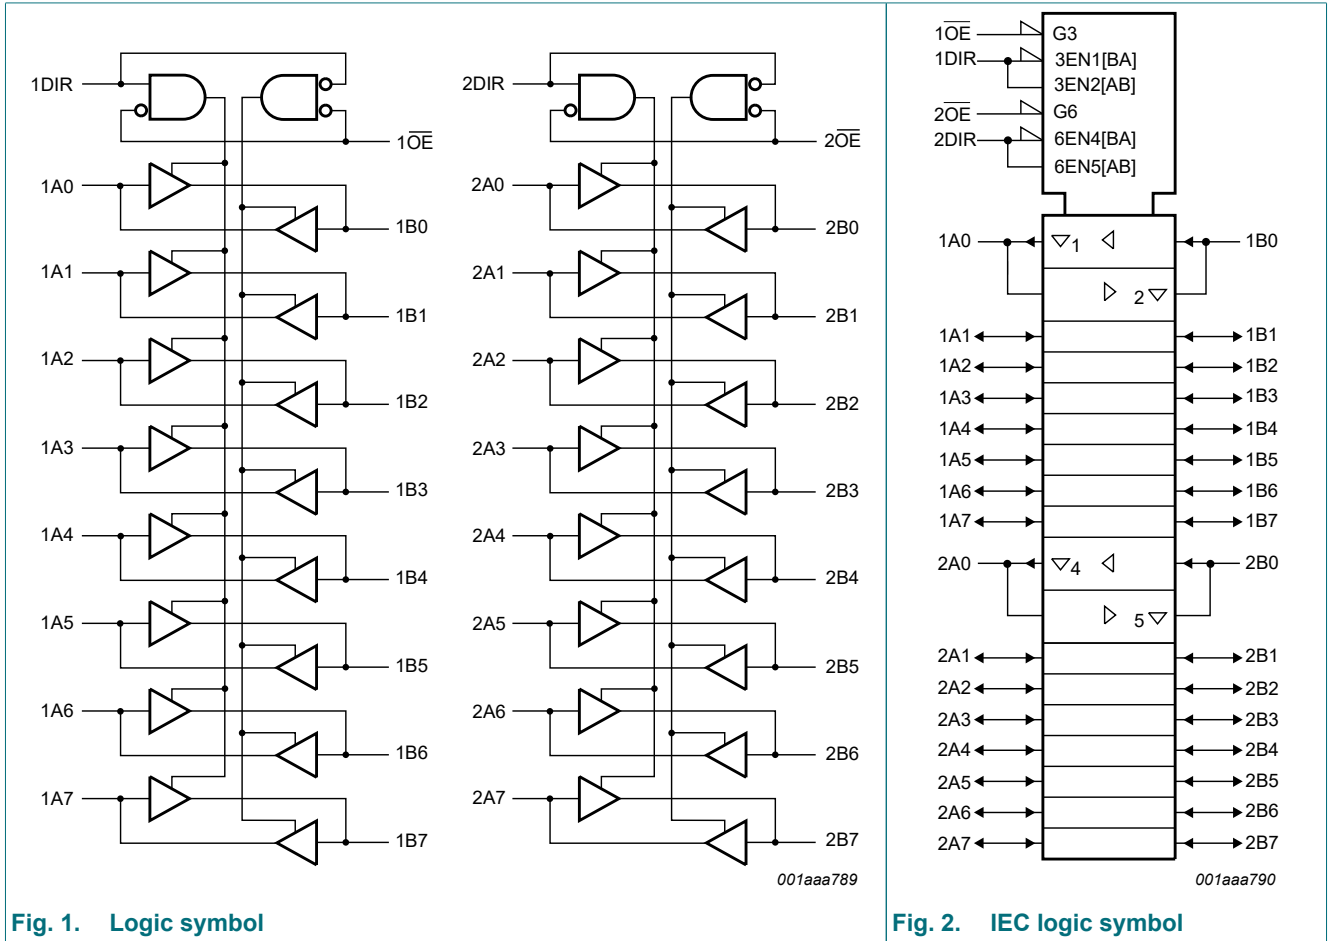 1DIR
1O̅E̅
1A0
1B0
1A1
1B1
1A2
1B2
1A3
1B3
1A4
1B4
1A5
1B5
1A6
1B6
1A7
1B7
2DIR
2O̅E̅
2A0
2B0
2A1
2B1
2A2
2B2
2A3
2B3
2A4
2B4
2A5
2B5
2A6
2B6
2A7
2B7
001aaa789
Fig. 1. Logic symbol
1O̅E̅ G3
1DIR 3EN1[BA]
3EN2[AB]
2O̅E̅ G6
2DIR 6EN4[BA]
6EN5[AB]
1A0 1 1B0
2
1A1 1B1
1A2 1B2
1A3 1B3
1A4 1B4
1A5 1B5
1A6 1B6
1A7 1B7
2A0 4 2B0
5
2A1 2B1
2A2 2B2
2A3 2B3
2A4 2B4
2A5 2B5
2A6 2B6
2A7 2B7
001aaa790
Fig. 2. IEC logic symbol